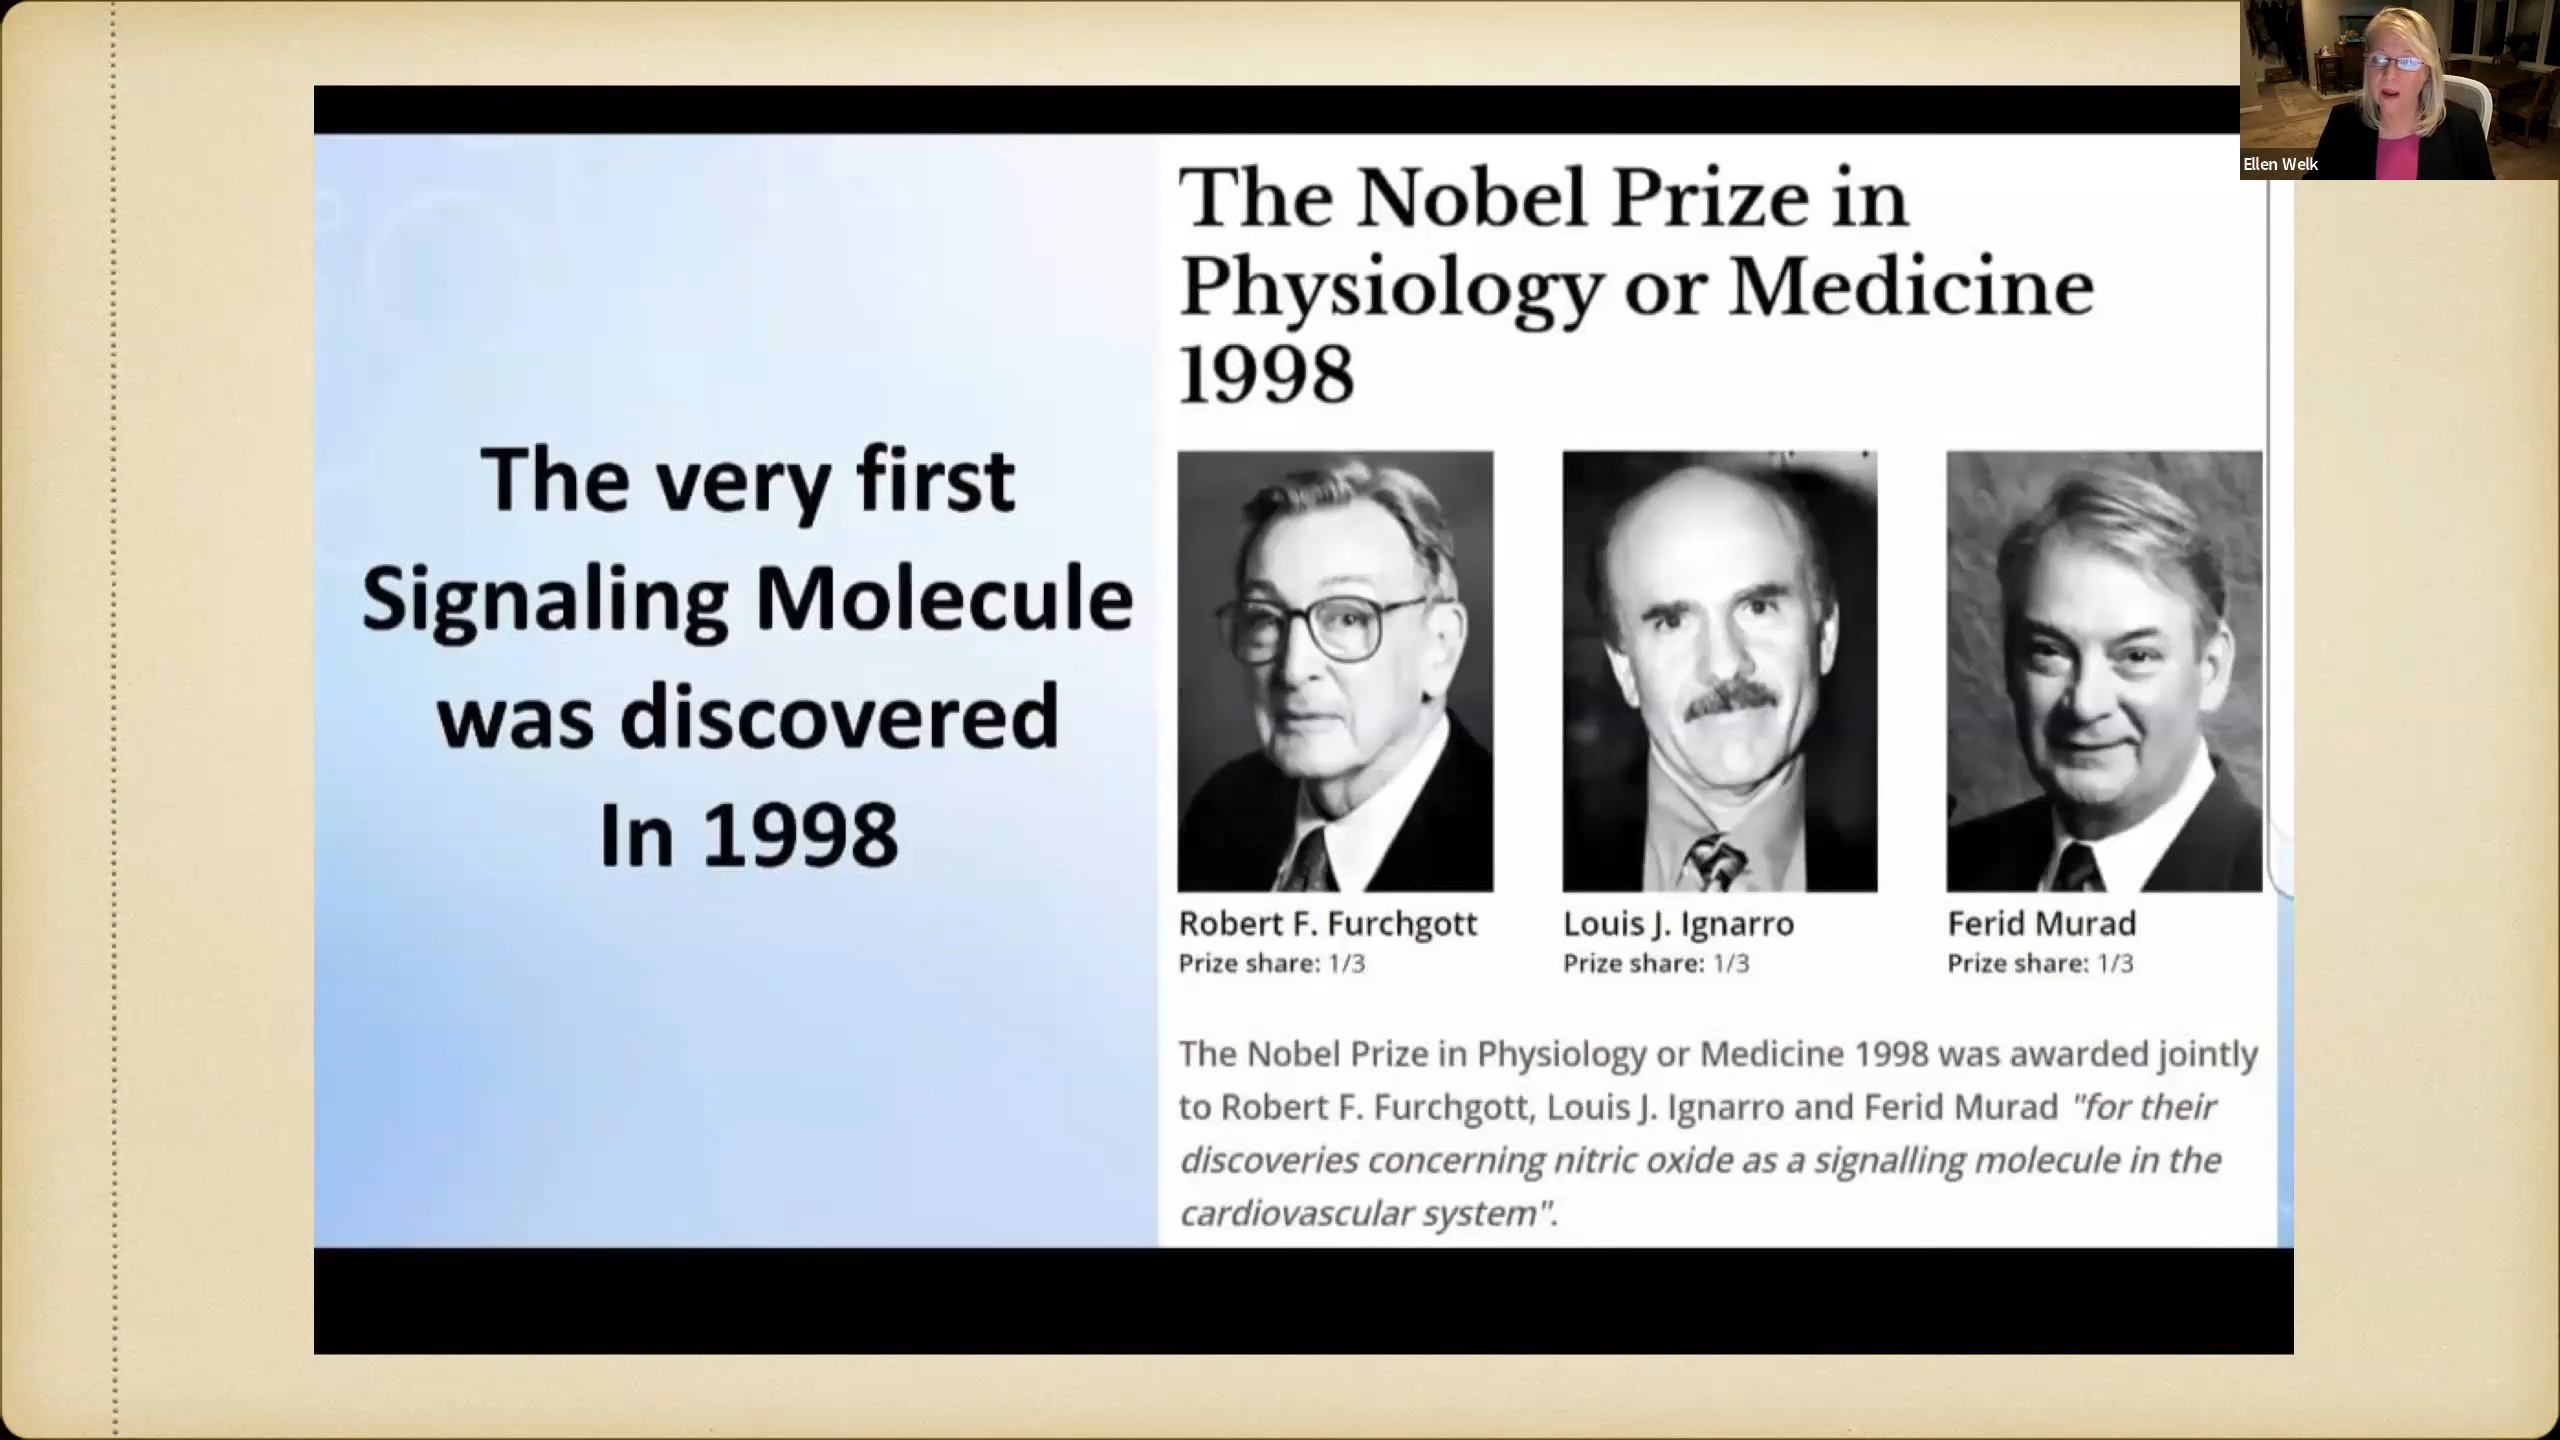 The very first
Signaling Molecule
was discovered
In 1998
The Nobel Prize in
Physiology or Medicine
1998
Robert F. Furchgott
Prize share: 1/3
Louis J. Ignarro
Prize share: 1/3
Ferid Murad
Prize share: 1/3
The Nobel Prize in Physiology or Medicine 1998 was awarded jointly
to Robert F. Furchgott, Louis J. Ignarro and Ferid Murad "for their
discoveries concerning nitric oxide as a signalling molecule in the
cardiovascular system".
Ellen Welk